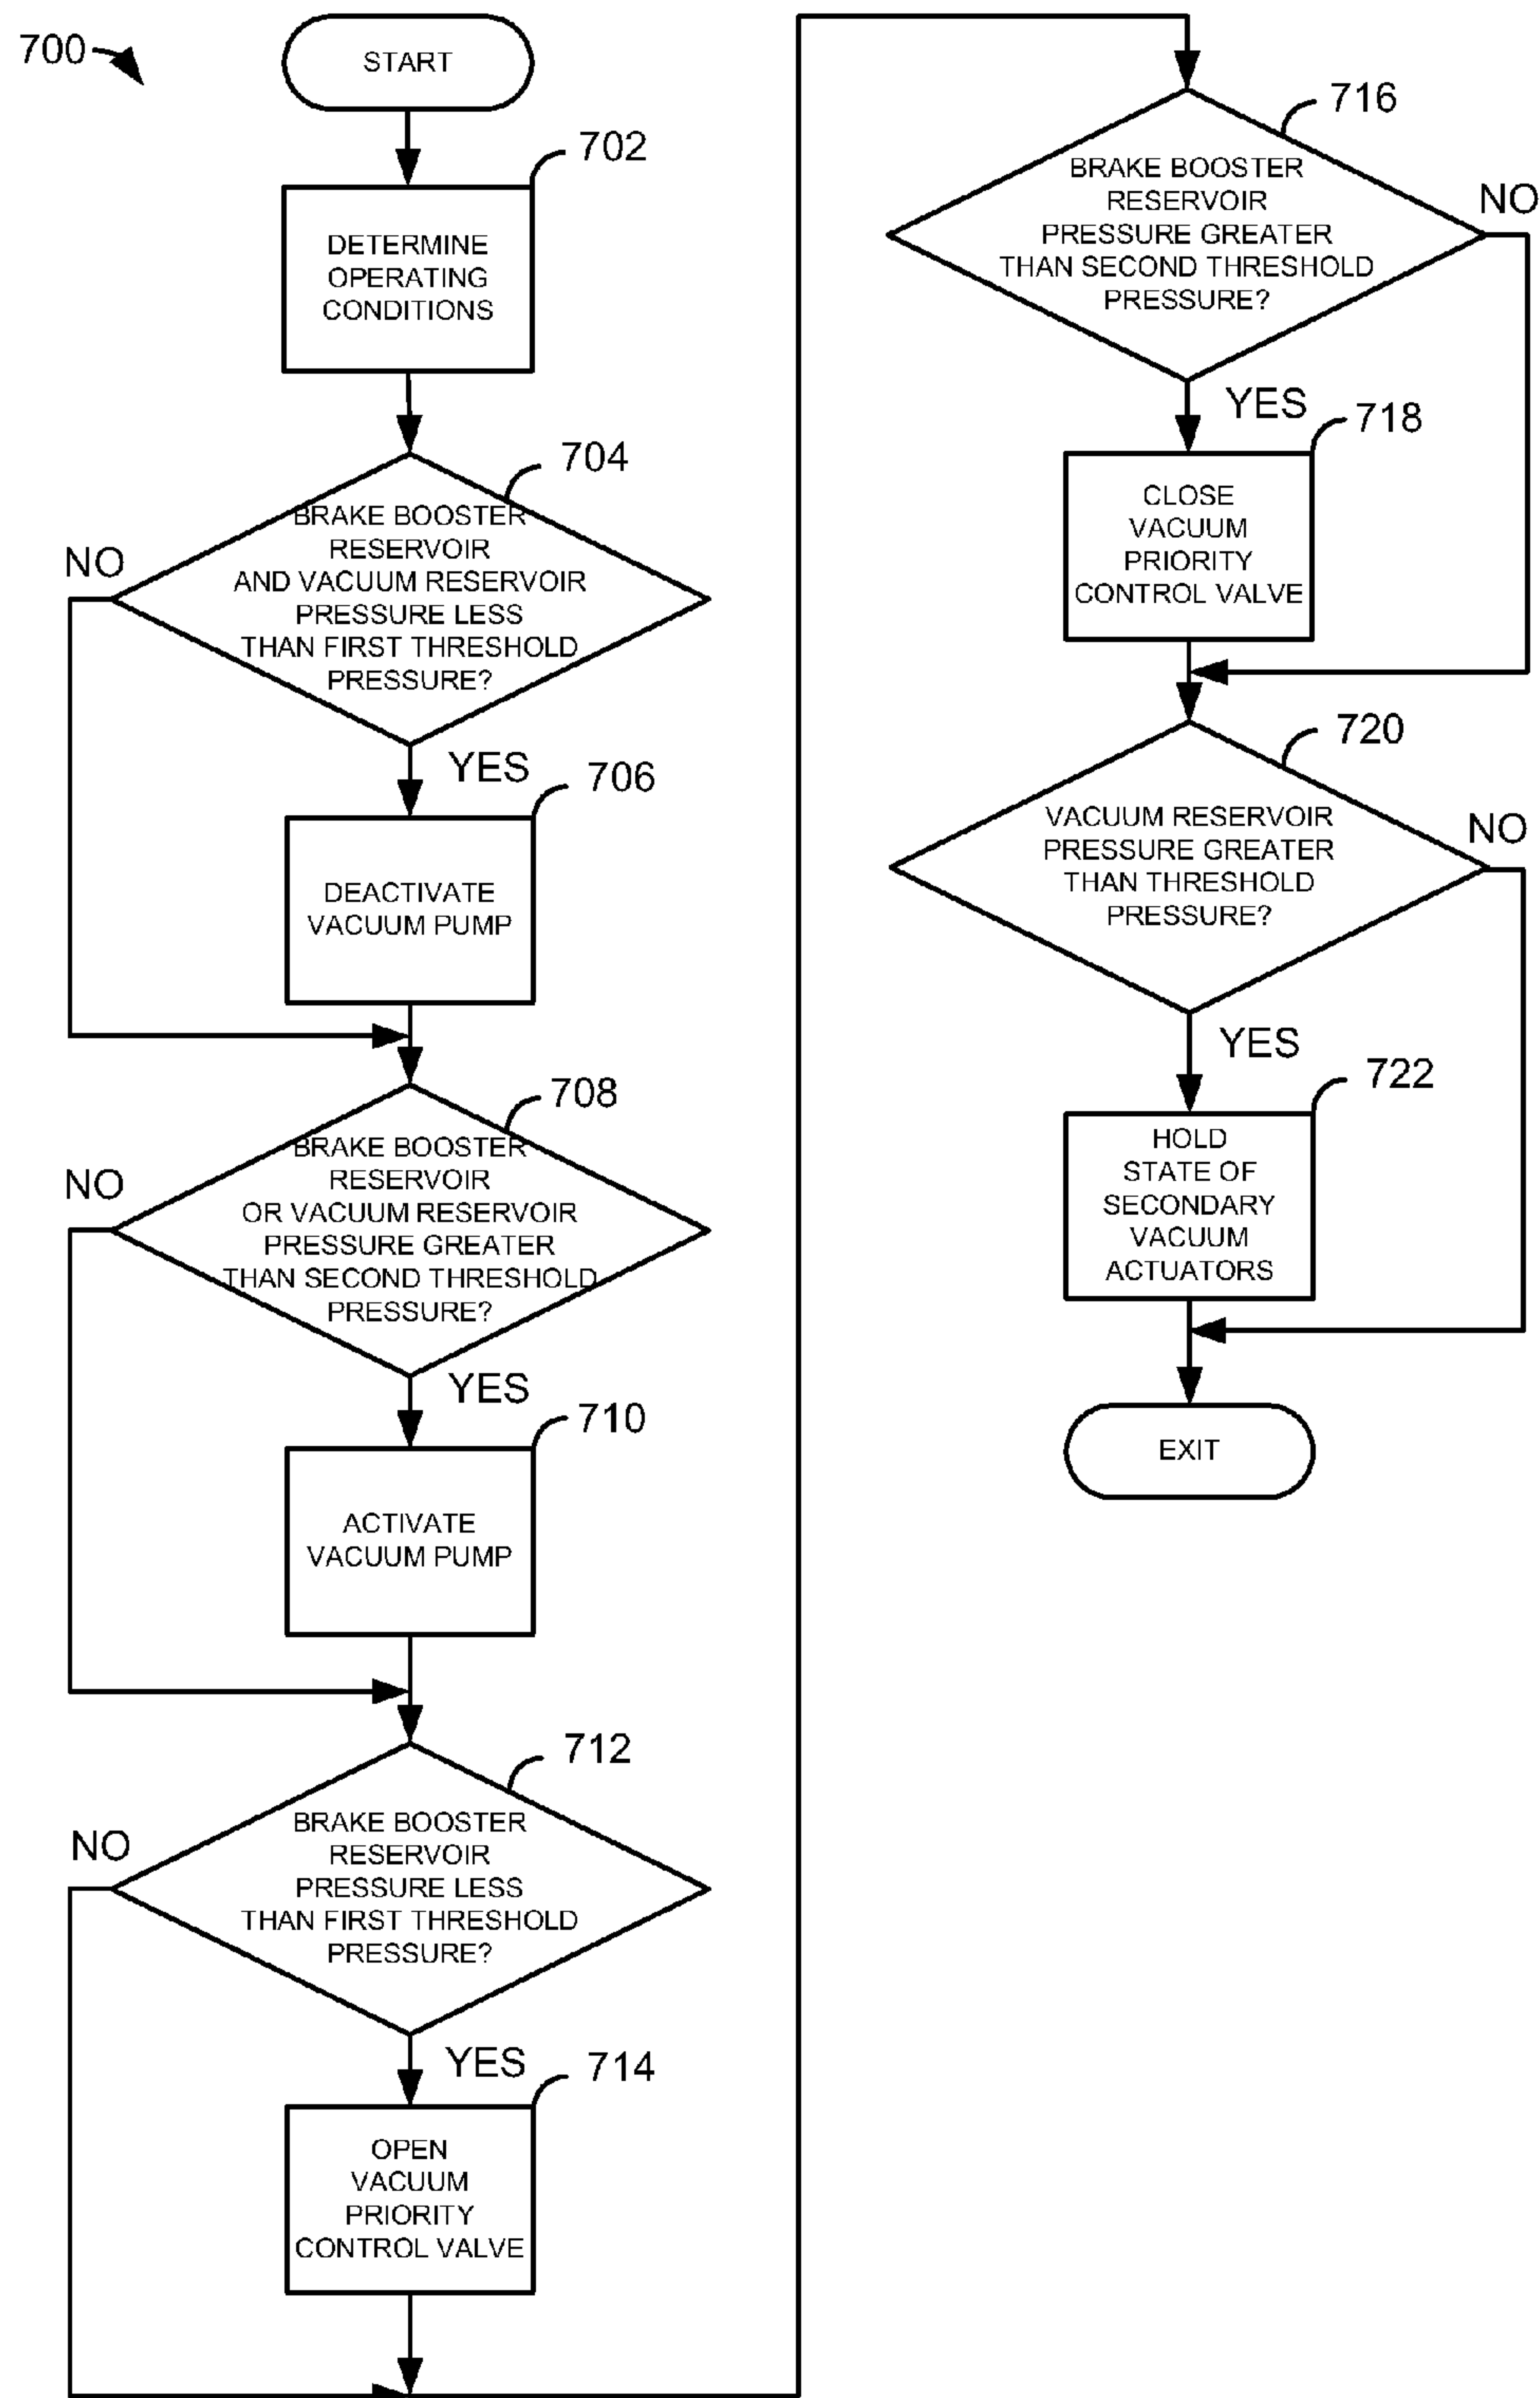 700
START
702
DETERMINE
OPERATING
CONDITIONS
704
BRAKE BOOSTER
RESERVOIR
AND VACUUM RESERVOIR
PRESSURE LESS
THAN FIRST THRESHOLD
PRESSURE?
NO
YES
706
DEACTIVATE
VACUUM PUMP
708
BRAKE BOOSTER
RESERVOIR
OR VACUUM RESERVOIR
PRESSURE GREATER
THAN SECOND THRESHOLD
PRESSURE?
NO
YES
710
ACTIVATE
VACUUM PUMP
712
BRAKE BOOSTER
RESERVOIR
PRESSURE LESS
THAN FIRST THRESHOLD
PRESSURE?
NO
YES
714
OPEN
VACUUM
PRIORITY
CONTROL VALVE
716
BRAKE BOOSTER
RESERVOIR
PRESSURE GREATER
THAN SECOND THRESHOLD
PRESSURE?
NO
YES
718
CLOSE
VACUUM
PRIORITY
CONTROL VALVE
720
VACUUM RESERVOIR
PRESSURE GREATER
THAN THRESHOLD
PRESSURE?
NO
YES
722
HOLD
STATE OF
SECONDARY
VACUUM
ACTUATORS
EXIT